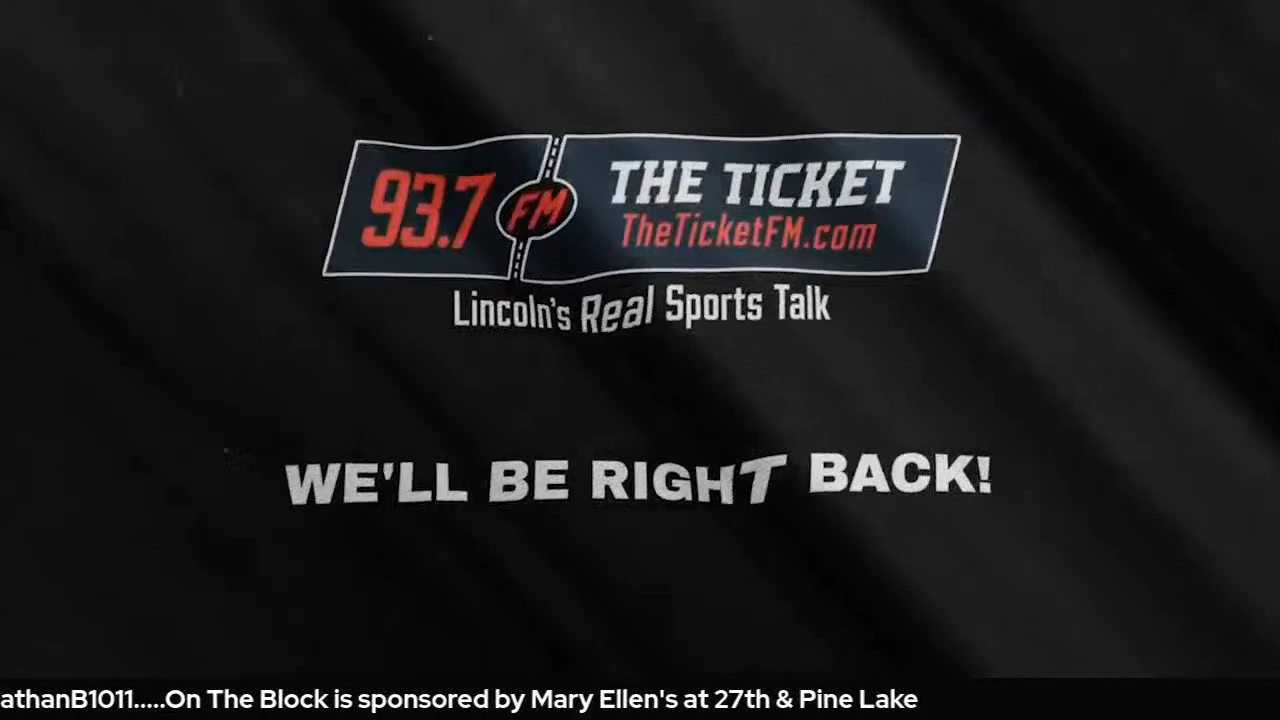 93.7 FM THE TICKET
TheTicketFM.com
Lincoln's Real Sports Talk
WE'LL BE RIGHT BACK!
athanB1011.....On The Block is sponsored by Mary Ellen's at 27th & Pine Lake